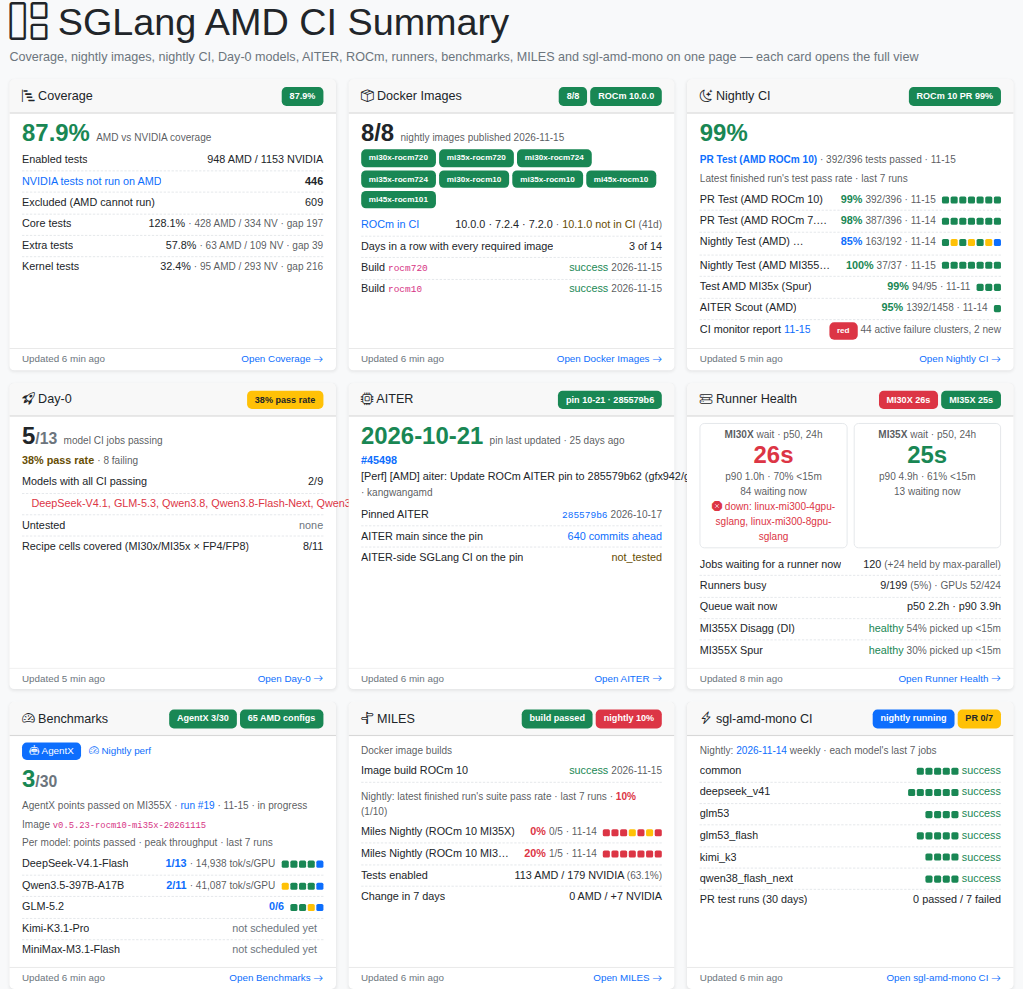 SGLang AMD CI Summary
Coverage, nightly images, nightly CI, Day-0 models, AITER, ROCm, runners, benchmarks, MILES and sgl-amd-mono on one page — each card opens the full view
Coverage 87.9%
87.9% AMD vs NVIDIA coverage
Enabled tests 948 AMD / 1153 NVIDIA
NVIDIA tests not run on AMD 446
Excluded (AMD cannot run) 609
Core tests 128.1% · 428 AMD / 334 NV · gap 197
Extra tests 57.8% · 63 AMD / 109 NV · gap 39
Kernel tests 32.4% · 95 AMD / 293 NV · gap 216
Updated 6 min ago Open Coverage →
Docker Images 8/8 ROCm 10.0.0
8/8 nightly images published 2026-11-15
mi30x-rocm720 mi35x-rocm720 mi30x-rocm724
mi35x-rocm724 mi30x-rocm10 mi35x-rocm10 mi45x-rocm10
mi45x-rocm101
ROCm in CI 10.0.0 · 7.2.4 · 7.2.0 · 10.1.0 not in CI (41d)
Days in a row with every required image 3 of 14
Build rocm720 success 2026-11-15
Build rocm10 success 2026-11-15
Updated 6 min ago Open Docker Images →
Nightly CI ROCm 10 PR 99%
99%
PR Test (AMD ROCm 10) · 392/396 tests passed · 11-15
Latest finished run's test pass rate · last 7 runs
PR Test (AMD ROCm 10) 99% 392/396 · 11-15
PR Test (AMD ROCm 7.… 98% 387/396 · 11-14
Nightly Test (AMD) … 85% 163/192 · 11-14
Nightly Test (AMD MI355… 100% 37/37 · 11-15
Test AMD MI35x (Spur) 99% 94/95 · 11-11
AITER Scout (AMD) 95% 1392/1458 · 11-14
CI monitor report 11-15 red 44 active failure clusters, 2 new
Updated 5 min ago Open Nightly CI →
Day-0 38% pass rate
5/13 model CI jobs passing
38% pass rate · 8 failing
Models with all CI passing 2/9
DeepSeek-V4.1, GLM-5.3, Qwen3.8, Qwen3.8-Flash-Next, Qwen3
Untested none
Recipe cells covered (MI30x/MI35x × FP4/FP8) 8/11
Updated 5 min ago Open Day-0 →
AITER pin 10-21 · 285579b6
2026-10-21 pin last updated · 25 days ago
#45498
[Perf] [AMD] aiter: Update ROCm AITER pin to 285579b62 (gfx942/g
· kangwangamd
Pinned AITER 285579b6 2026-10-17
AITER main since the pin 640 commits ahead
AITER-side SGLang CI on the pin not_tested
Updated 6 min ago Open AITER →
Runner Health MI30X 26s MI35X 25s
MI30X wait · p50, 24h
26s
p90 1.0h · 70% <15m
84 waiting now
down: linux-mi300-4gpu-
sglang, linux-mi300-8gpu-
sglang
MI35X wait · p50, 24h
25s
p90 4.9h · 61% <15m
13 waiting now
Jobs waiting for a runner now 120 (+24 held by max-parallel)
Runners busy 9/199 (5%) · GPUs 52/424
Queue wait now p50 2.2h · p90 3.9h
MI355X Disagg (DI) healthy 54% picked up <15m
MI355X Spur healthy 30% picked up <15m
Updated 8 min ago Open Runner Health →
Benchmarks AgentX 3/30 65 AMD configs
AgentX Nightly perf
3/30
AgentX points passed on MI355X · run #19 · 11-15 · in progress
Image v0.5.23-rocm10-mi35x-20261115
Per model: points passed · peak throughput · last 7 runs
DeepSeek-V4.1-Flash 1/13 · 14,938 tok/s/GPU
Qwen3.5-397B-A17B 2/11 · 41,087 tok/s/GPU
GLM-5.2 0/6
Kimi-K3.1-Pro not scheduled yet
MiniMax-M3.1-Flash not scheduled yet
Updated 6 min ago Open Benchmarks →
MILES build passed nightly 10%
Docker image builds
Image build ROCm 10 success 2026-11-15
Nightly: latest finished run's suite pass rate · last 7 runs · 10%
(1/10)
Miles Nightly (ROCm 10 MI35X) 0% 0/5 · 11-14
Miles Nightly (ROCm 10 MI3… 20% 1/5 · 11-14
Tests enabled 113 AMD / 179 NVIDIA (63.1%)
Change in 7 days 0 AMD / +7 NVIDIA
Updated 6 min ago Open MILES →
sgl-amd-mono CI nightly running PR 0/7
Nightly: 2026-11-14 weekly · each model's last 7 jobs
common success
deepseek_v41 success
glm53 success
glm53_flash success
kimi_k3 success
qwen38_flash_next success
PR test runs (30 days) 0 passed / 7 failed
Updated 6 min ago Open sgl-amd-mono CI →